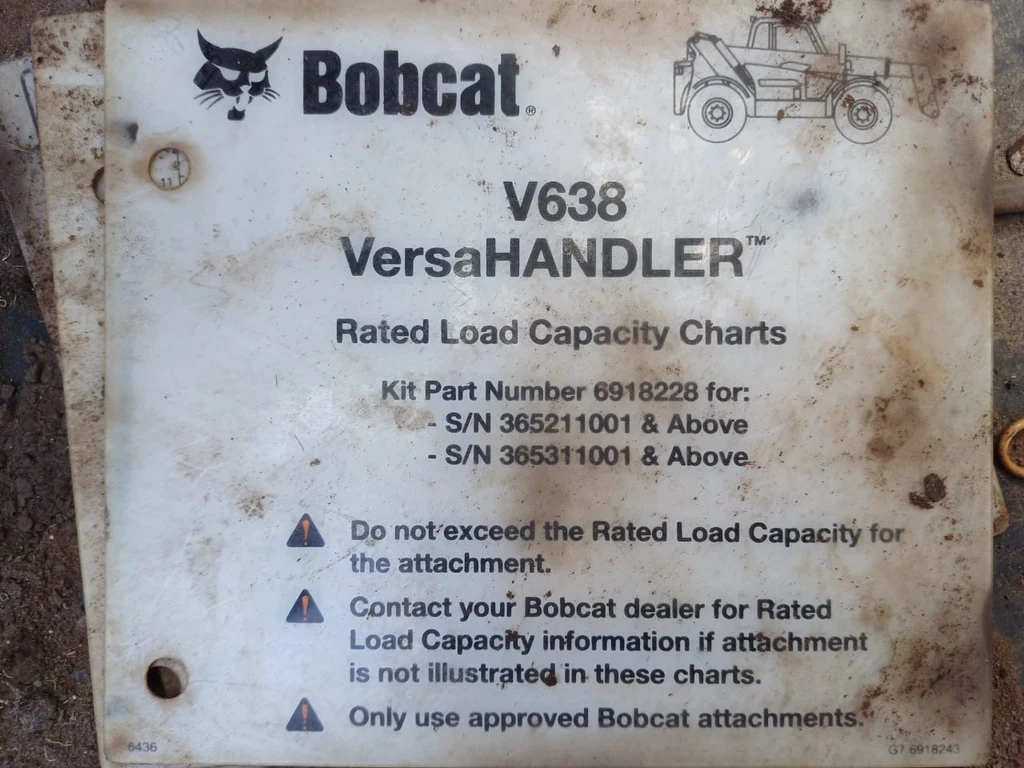 Bobcat®
V638
VersaHANDLER™
Rated Load Capacity Charts
Kit Part Number 6918228 for:
- S/N 365211001 & Above
- S/N 365311001 & Above
Do not exceed the Rated Load Capacity for
the attachment.
Contact your Bobcat dealer for Rated
Load Capacity information if attachment
is not illustrated in these charts.
Only use approved Bobcat attachments.
6436
G7 6918243